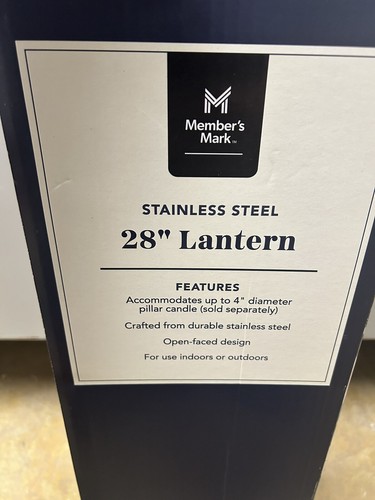 Member's
Mark™
STAINLESS STEEL
28" Lantern
FEATURES
Accommodates up to 4" diameter
pillar candle (sold separately)
Crafted from durable stainless steel
Open-faced design
For use indoors or outdoors